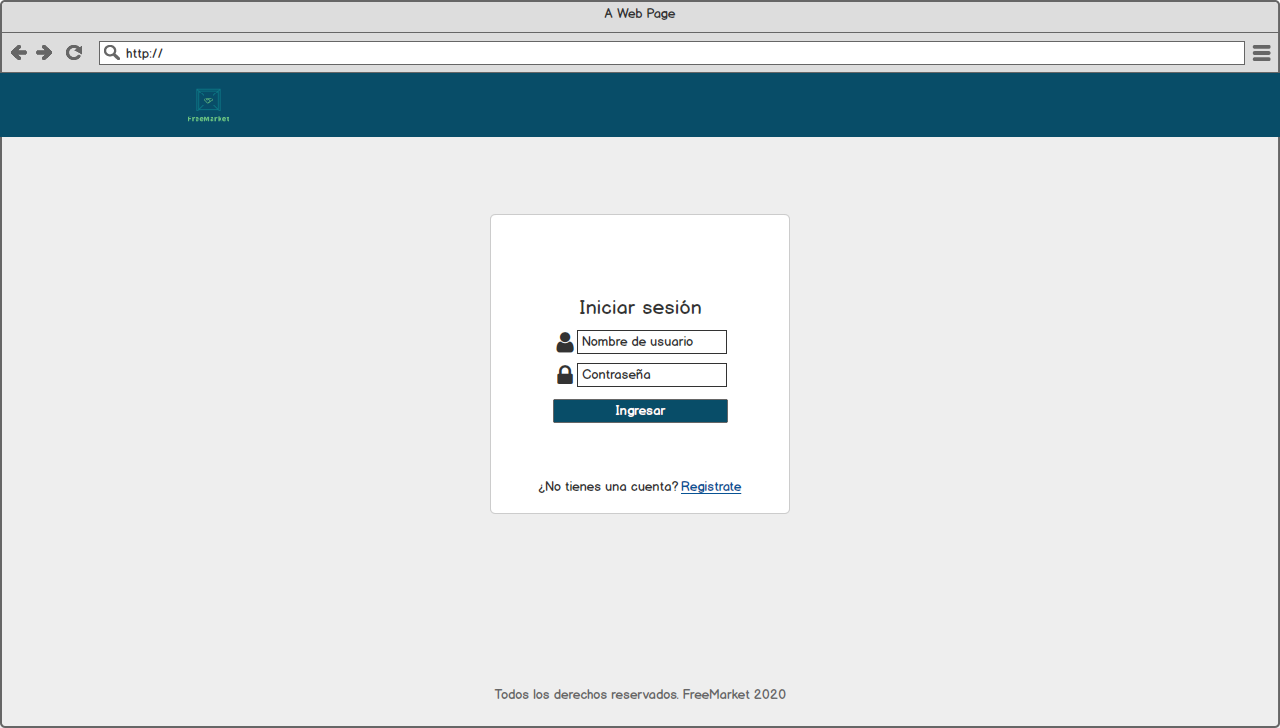 A Web Page
http://
FreeMarket
Iniciar sesión
Nombre de usuario
Contraseña
Ingresar
¿No tienes una cuenta? Registrate
Todos los derechos reservados. FreeMarket 2020